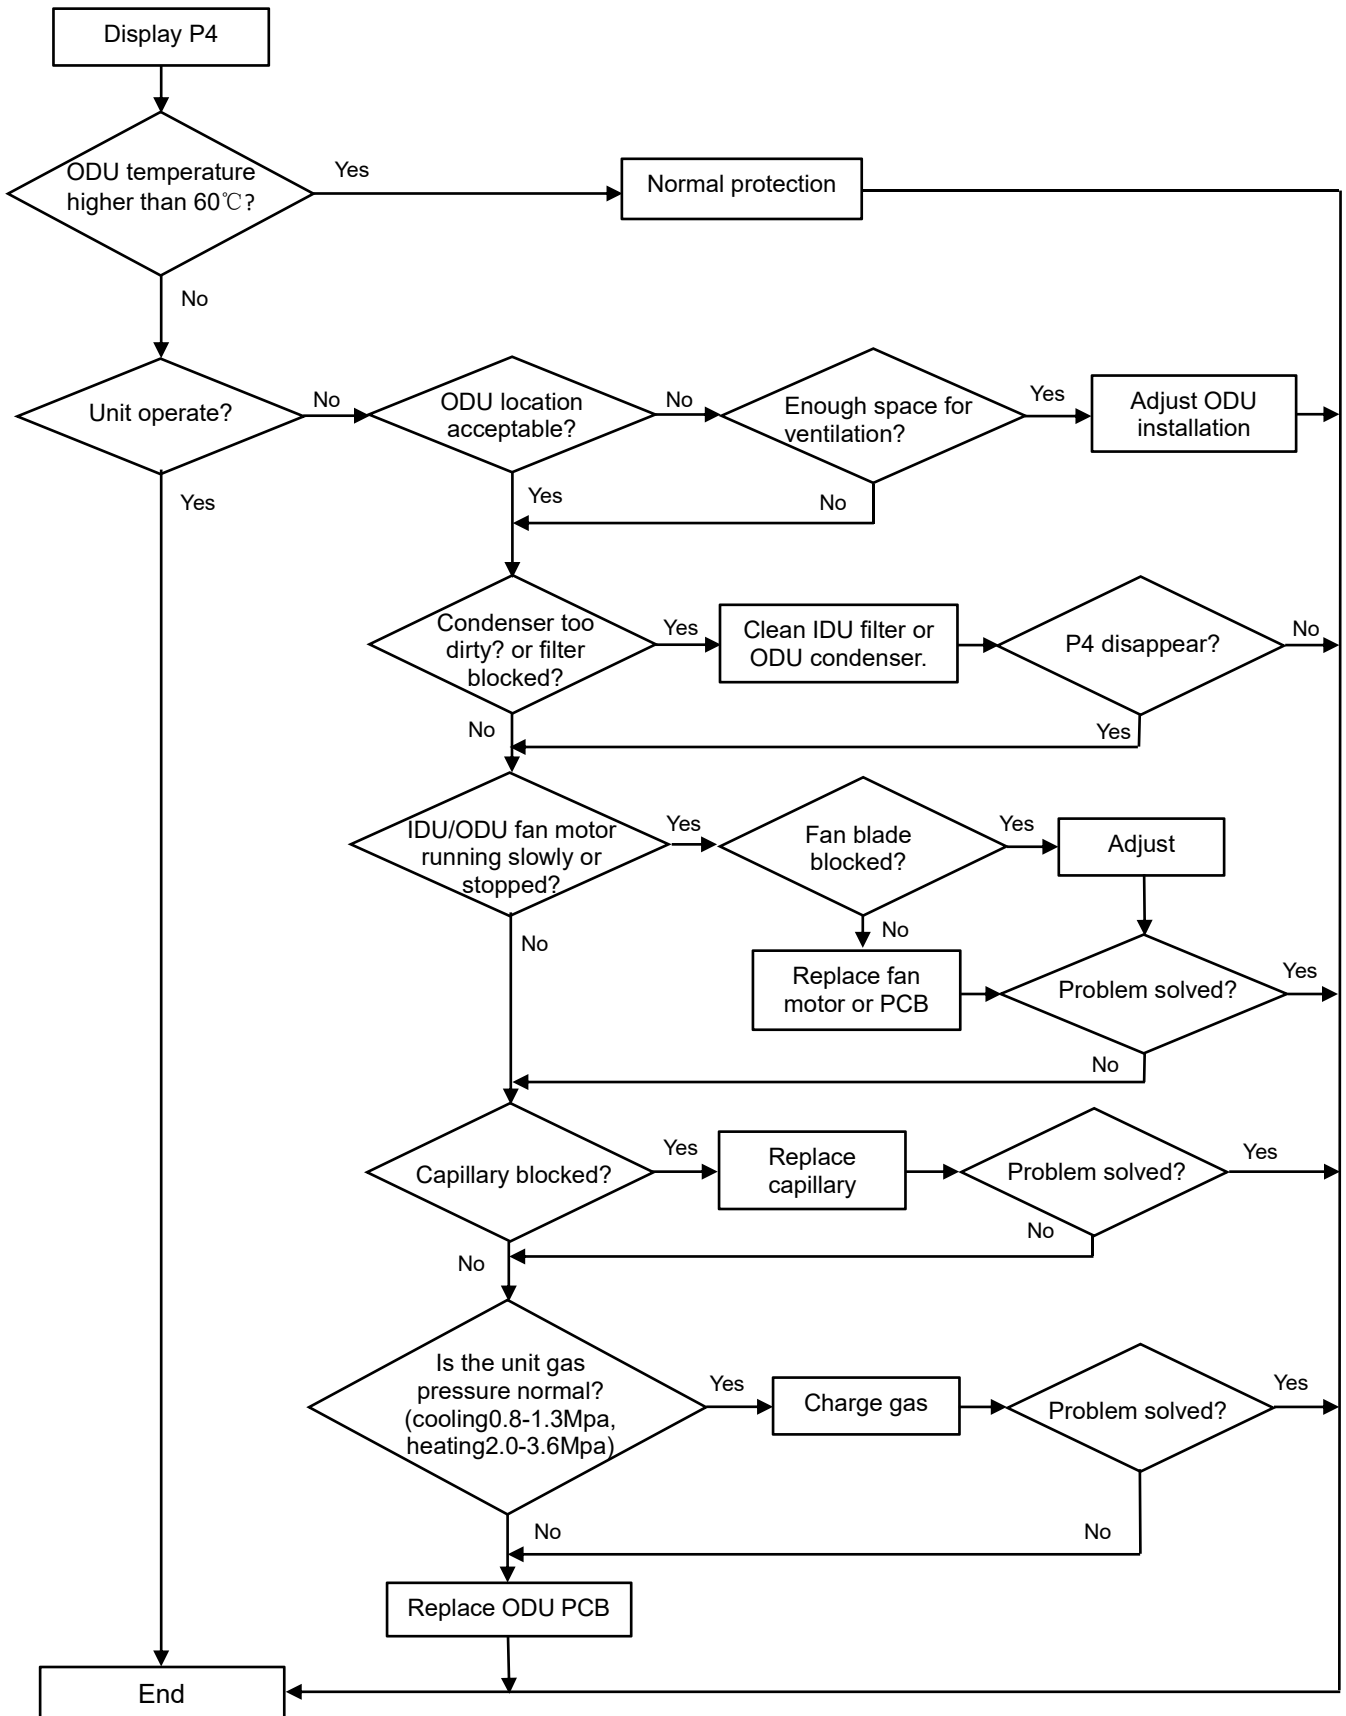 Display P4
ODU temperature
higher than 60℃?
Yes
Normal protection
No
Unit operate?
No
ODU location
acceptable?
No
Enough space for
ventilation?
Yes
Adjust ODU
installation
Yes
Yes
No
Condenser too
dirty? or filter
blocked?
Yes
Clean IDU filter or
ODU condenser.
P4 disappear?
No
No
Yes
IDU/ODU fan motor
running slowly or
stopped?
Yes
Fan blade
blocked?
Yes
Adjust
No
No
Replace fan
motor or PCB
Problem solved?
Yes
No
Capillary blocked?
Yes
Replace
capillary
Problem solved?
Yes
No
No
Is the unit gas
pressure normal?
(cooling0.8-1.3Mpa,
heating2.0-3.6Mpa)
Yes
Charge gas
Problem solved?
Yes
No
No
Replace ODU PCB
End